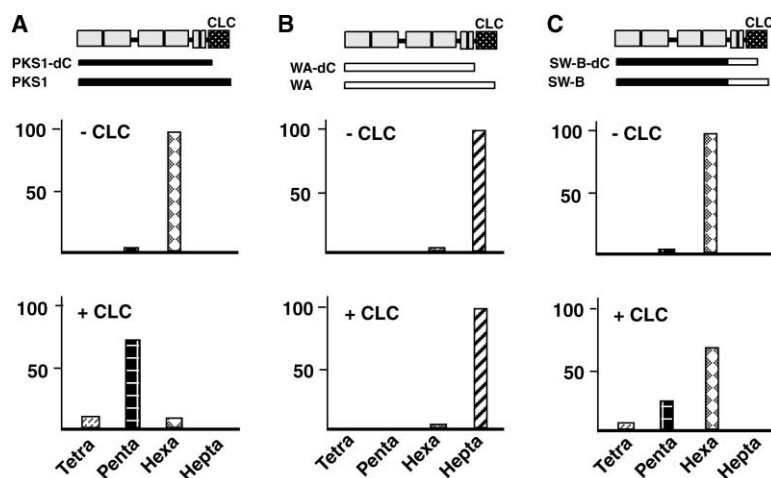 A
CLC
PKS1-dC
PKS1
- CLC
100
50
+ CLC
100
50
Tetra
Penta
Hexa
Hepta
B
CLC
WA-dC
WA
- CLC
100
50
+ CLC
100
50
Tetra
Penta
Hexa
Hepta
C
CLC
SW-B-dC
SW-B
- CLC
100
50
+ CLC
100
50
Tetra
Penta
Hexa
Hepta